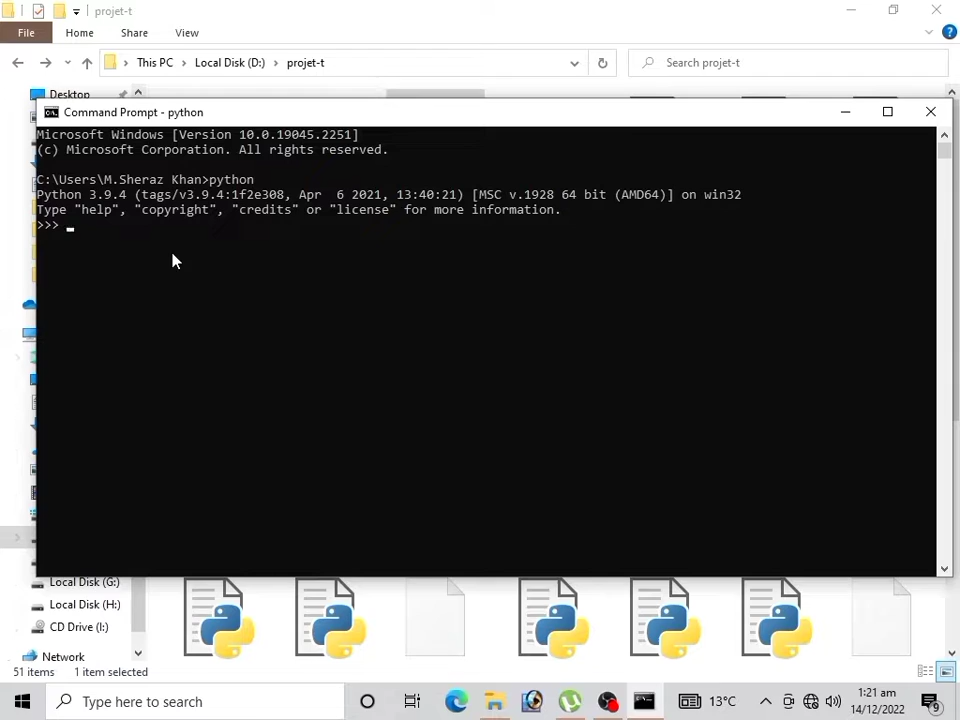 projet-t
File Home Share View
This PC Local Disk (D:) projet-t
Search projet-t
Desktop
Command Prompt - python
Microsoft Windows [Version 10.0.19045.2251]
(c) Microsoft Corporation. All rights reserved.
C:\Users\M.Sheraz Khan>python
Python 3.9.4 (tags/v3.9.4:1f2e308, Apr  6 2021, 13:40:21) [MSC v.1928 64 bit (AMD64)] on win32
Type "help", "copyright", "credits" or "license" for more information.
>>>
Local Disk (G:)
Local Disk (H:)
CD Drive (I:)
Network
51 items 1 item selected
Type here to search
13°C
1:21 am
14/12/2022
9